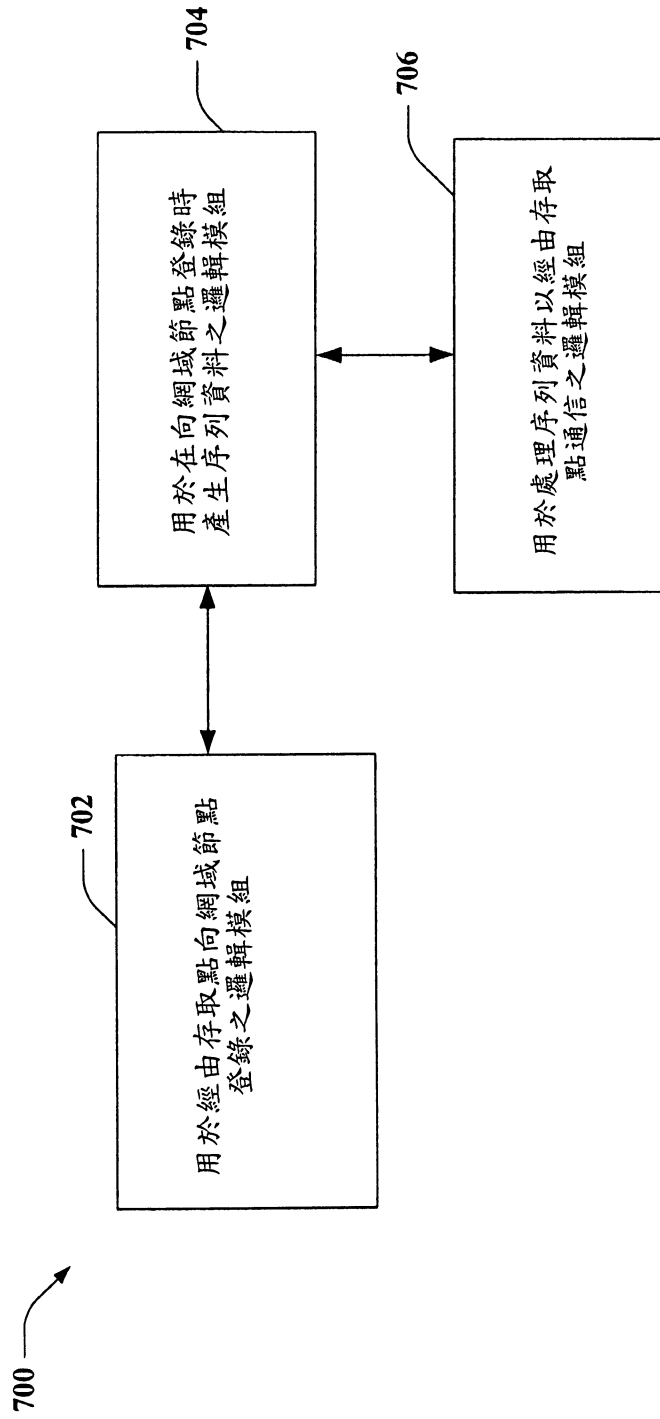 700
702
用於經由存取點向網域節點
登錄之邏輯模組
704
用於在向網域節點登錄時
產生序列資料之邏輯模組
706
用於處理序列資料以經由存取
點通信之邏輯模組